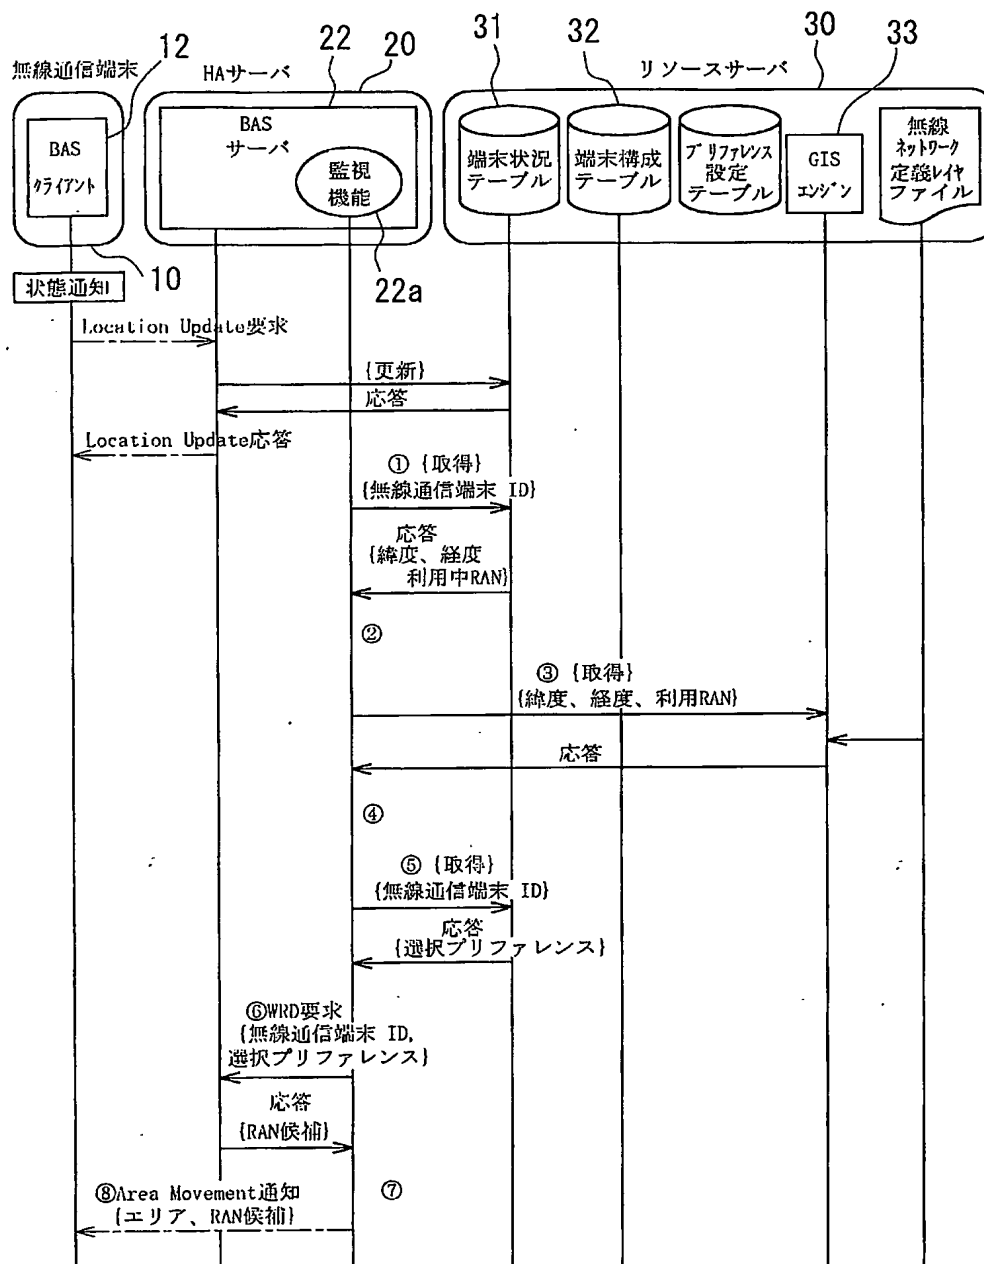 31
32
30
33
12
22
20
無線通信端末
HAサーバ
リソースサーバ
BAS
クライアント
BAS
サーバ
監視
機能
端末状況
テーブル
端末構成
テーブル
プリファレンス
設定
テーブル
GIS
エンジン
無線
ネットワーク
定義レイヤ
ファイル
10
22a
状態通知
Location Update要求
{更新}
応答
Location Update応答
① {取得}
{無線通信端末 ID}
応答
{緯度、経度
利用中RAN}
②
③ {取得}
{緯度、経度、利用RAN}
応答
④
⑤ {取得}
{無線通信端末 ID}
応答
{選択プリファレンス}
⑥WRD要求
{無線通信端末 ID,
選択プリファレンス}
応答
{RAN候補}
⑦
⑧Area Movement通知
{エリア、RAN候補}